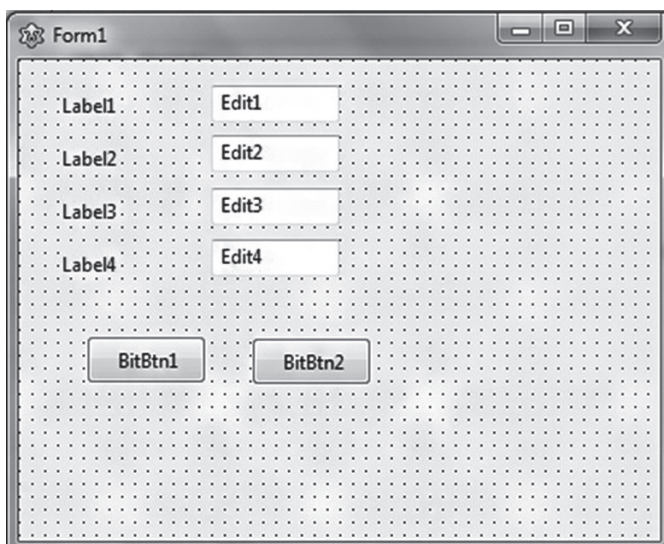 Form1
Label1 Edit1
Label2 Edit2
Label3 Edit3
Label4 Edit4
BitBtn1 BitBtn2